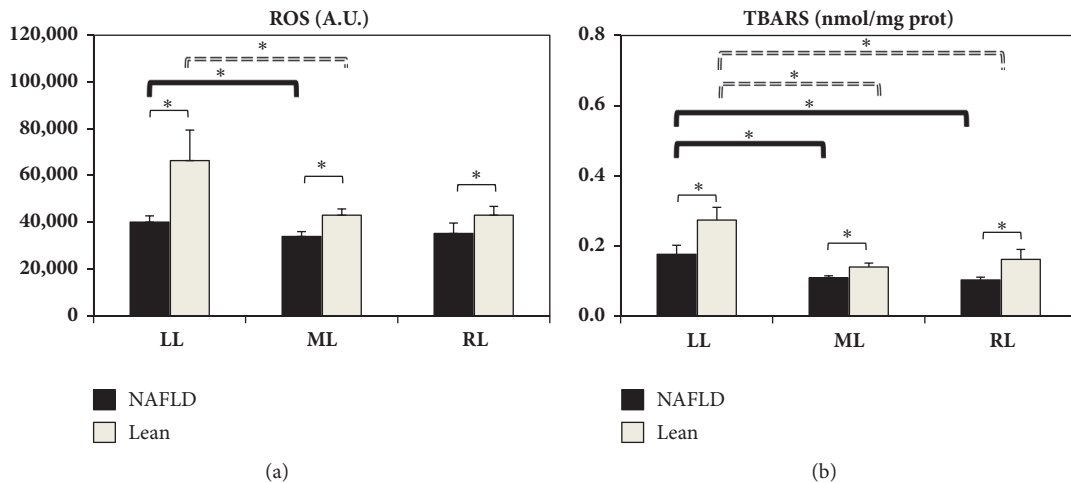 ROS (A.U.)
120,000
100,000
80,000
60,000
40,000
20,000
0
*
*
*
*
*
LL ML RL
NAFLD
Lean
(a)
TBARS (nmol/mg prot)
0.8
0.6
0.4
0.2
0.0
*
*
*
*
*
*
*
LL ML RL
NAFLD
Lean
(b)